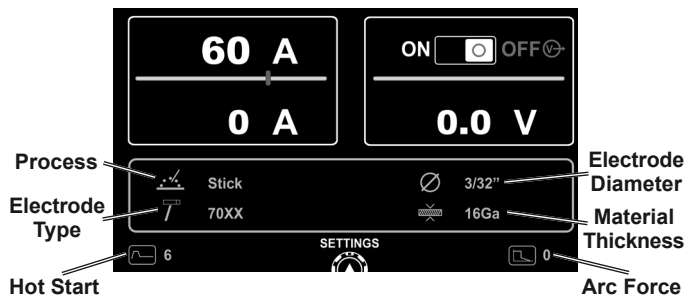 60 A
0 A
ON OFF V
0.0 V
Process
Stick
3/32”
Electrode
Diameter
Electrode
Type
70XX
16Ga
Material
Thickness
6
SETTINGS
0
Hot Start
Arc Force